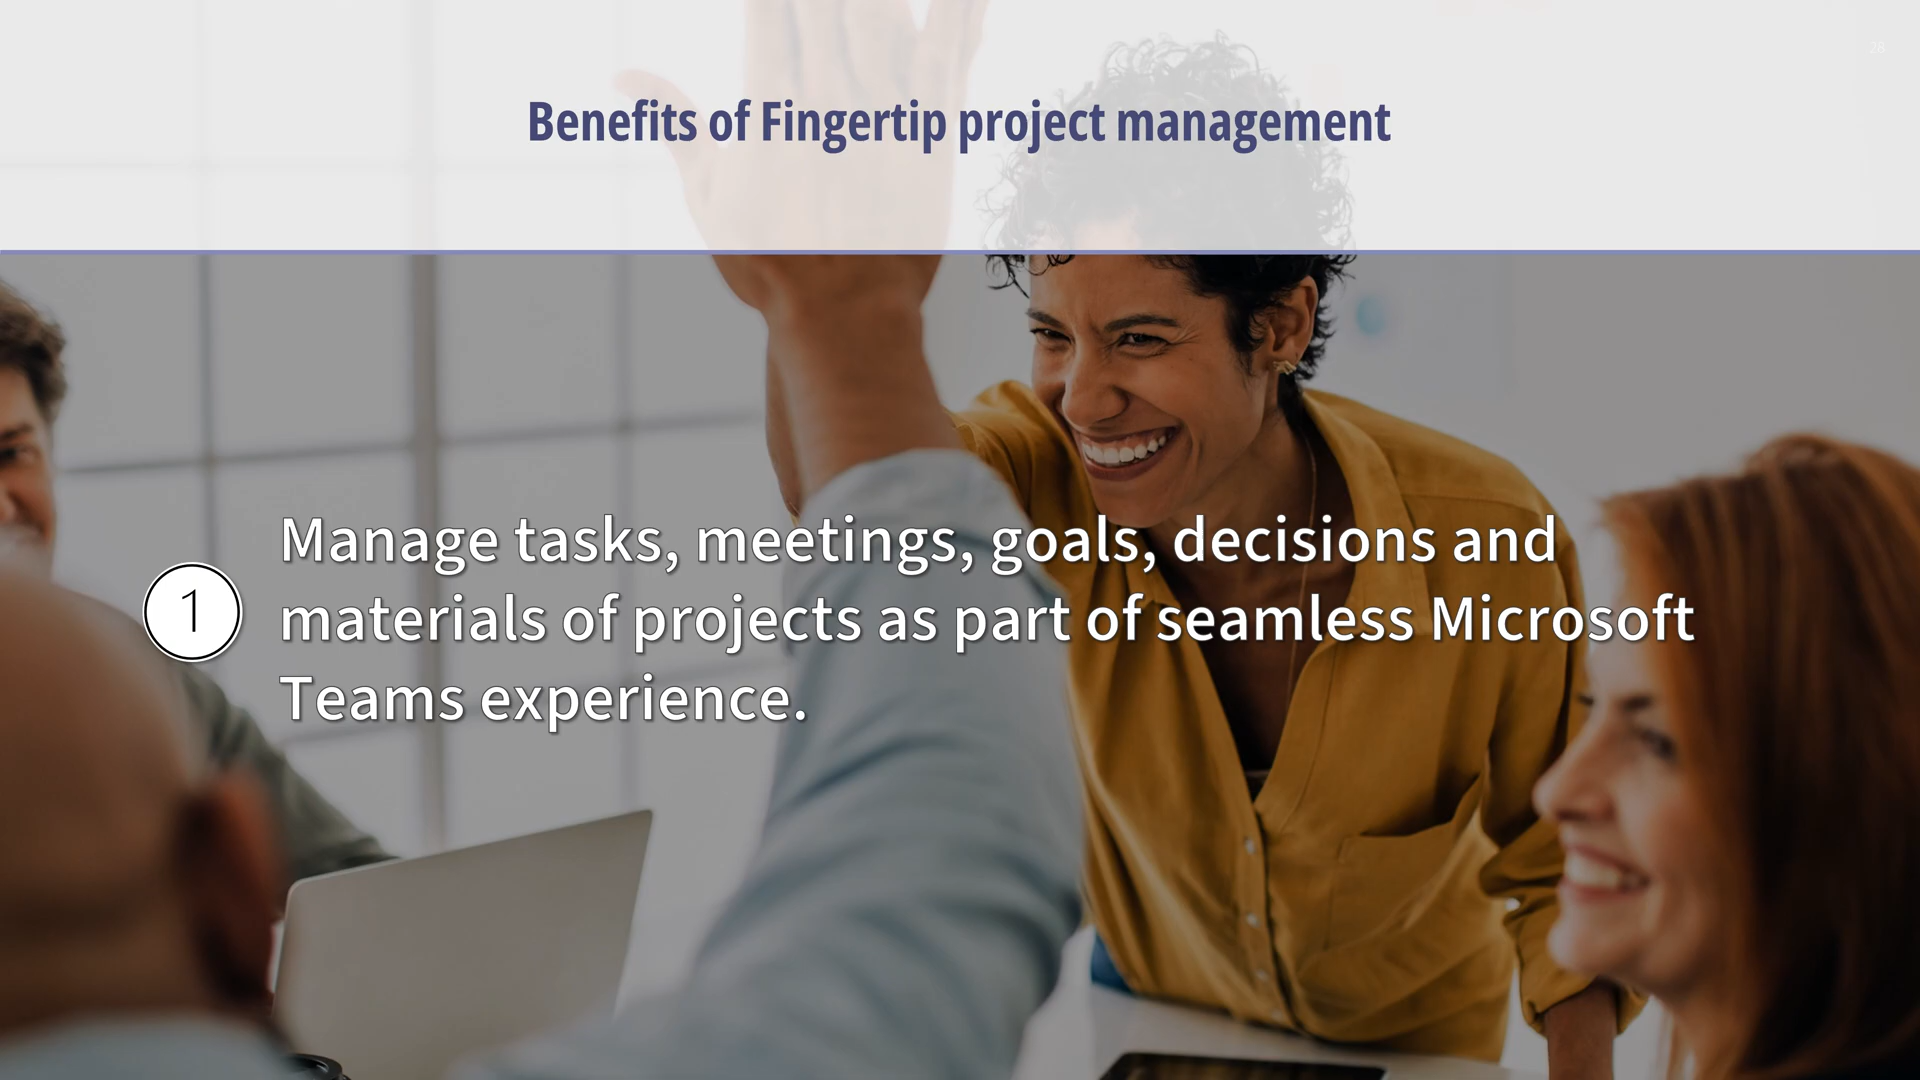 28
Benefits of Fingertip project management
1
Manage tasks, meetings, goals, decisions and
materials of projects as part of seamless Microsoft
Teams experience.